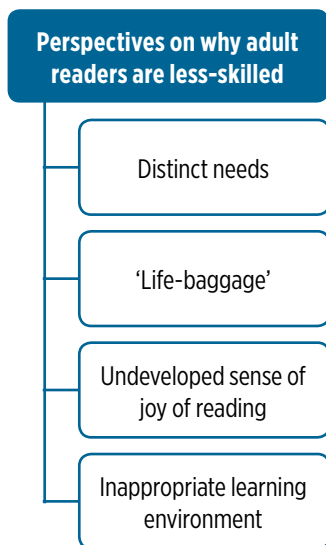 Perspectives on why adult
readers are less-skilled
Distinct needs
‘Life-baggage’
Undeveloped sense of
joy of reading
Inappropriate learning
environment